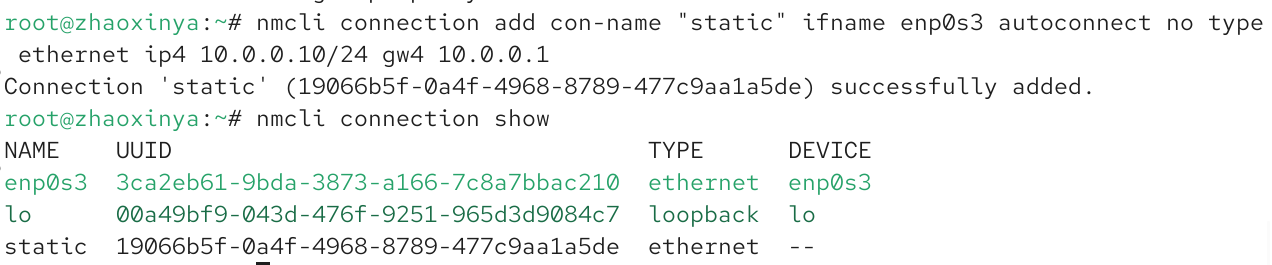 root@zhaoxinya:~# nmcli connection add con-name "static" ifname enp0s3 autoconnect no type
 ethernet ip4 10.0.0.10/24 gw4 10.0.0.1
Connection 'static' (19066b5f-0a4f-4968-8789-477c9aa1a5de) successfully added.
root@zhaoxinya:~# nmcli connection show
NAME    UUID                                  TYPE      DEVICE
enp0s3  3ca2eb61-9bda-3873-a166-7c8a7bbac210  ethernet  enp0s3
lo      00a49bf9-043d-476f-9251-965d3d9084c7  loopback  lo
static  19066b5f-0a4f-4968-8789-477c9aa1a5de  ethernet  --